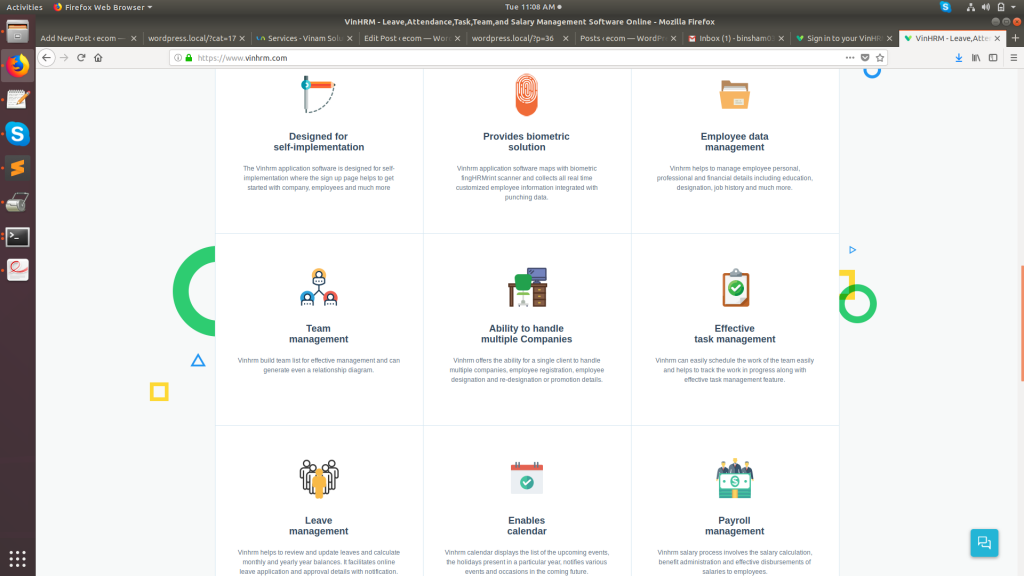 Activities Firefox Web Browser Tue 11:08 AM
VinHRM - Leave,Attendance,Task,Team,and Salary Management Software Online - Mozilla Firefox
Add New Post ‹ ecom — wordpress.local/?cat=17 Services - Vinam Solu Edit Post ‹ ecom — Wor wordpress.local/?p=36 Posts ‹ ecom — WordPr Inbox (1) - binsham0 Sign in to your VinHR VinHRM - Leave,Atte
https://www.vinhrm.com
Designed for
self-implementation
The Vinhrm application software is designed for self-
implementation where the sign up page helps to get
started with company, employees and much more
Provides biometric
solution
Vinhrm application software maps with biometric
fingHRMrint scanner and collects all real time
customized employee information integrated with
punching data.
Employee data
management
Vinhrm helps to manage employee personal,
professional and financial details including education,
designation, job history and much more.
Team
management
Vinhrm build team list for effective management and can
generate even a relationship diagram.
Ability to handle
multiple Companies
Vinhrm offers the ability for a single client to handle
multiple companies, employee registration, employee
designation and re-designation or promotion details.
Effective
task management
Vinhrm can easily schedule the work of the team easily
and helps to track the work in progress along with
effective task management feature.
Leave
management
Vinhrm helps to review and update leaves and calculate
monthly and yearly year balances. It facilitates online
leave application and approval details with notification.
Enables
calendar
Vinhrm calendar displays the list of the upcoming events,
the holidays present in a particular year, notifies various
events and occasions in the coming future.
Payroll
management
Vinhrm salary process involves the salary calculation,
benefit administration and effective disbursements of
salaries to employees.